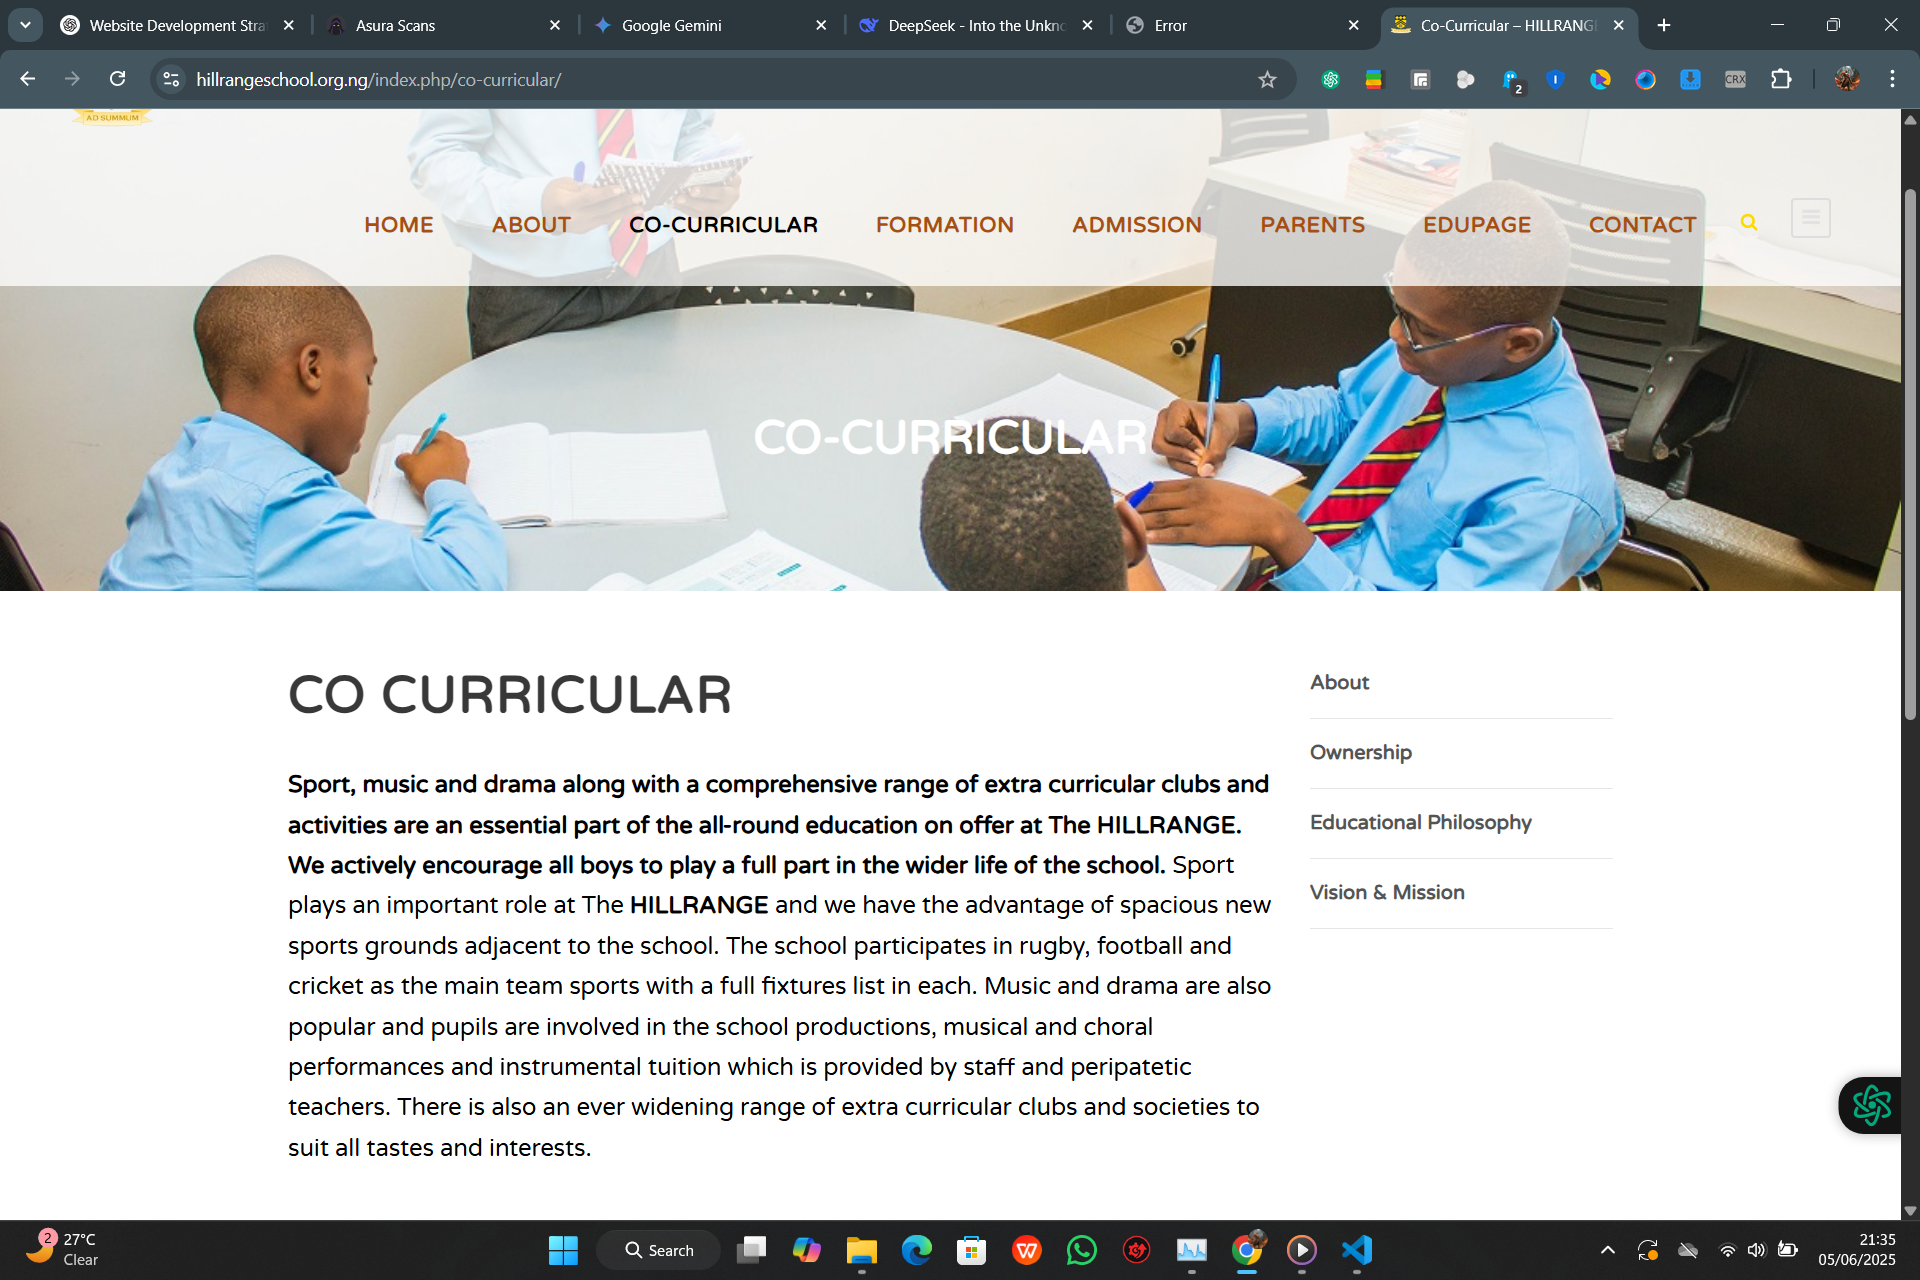 Website Development Stra
Asura Scans
Google Gemini
DeepSeek - Into the Unkno
Error
Co-Curricular – HILLRANGE
hillrangeschool.org.ng/index.php/co-curricular/
2
CRX
AD SUMMUM
HOME
ABOUT
CO-CURRICULAR
FORMATION
ADMISSION
PARENTS
EDUPAGE
CONTACT
CO-CURRICULAR
CO CURRICULAR
Sport, music and drama along with a comprehensive range of extra curricular clubs and
activities are an essential part of the all-round education on offer at The HILLRANGE.
We actively encourage all boys to play a full part in the wider life of the school. Sport
plays an important role at The HILLRANGE and we have the advantage of spacious new
sports grounds adjacent to the school. The school participates in rugby, football and
cricket as the main team sports with a full fixtures list in each. Music and drama are also
popular and pupils are involved in the school productions, musical and choral
performances and instrumental tuition which is provided by staff and peripatetic
teachers. There is also an ever widening range of extra curricular clubs and societies to
suit all tastes and interests.
About
Ownership
Educational Philosophy
Vision & Mission
2
27°C
Clear
Search
21:35
05/06/2025